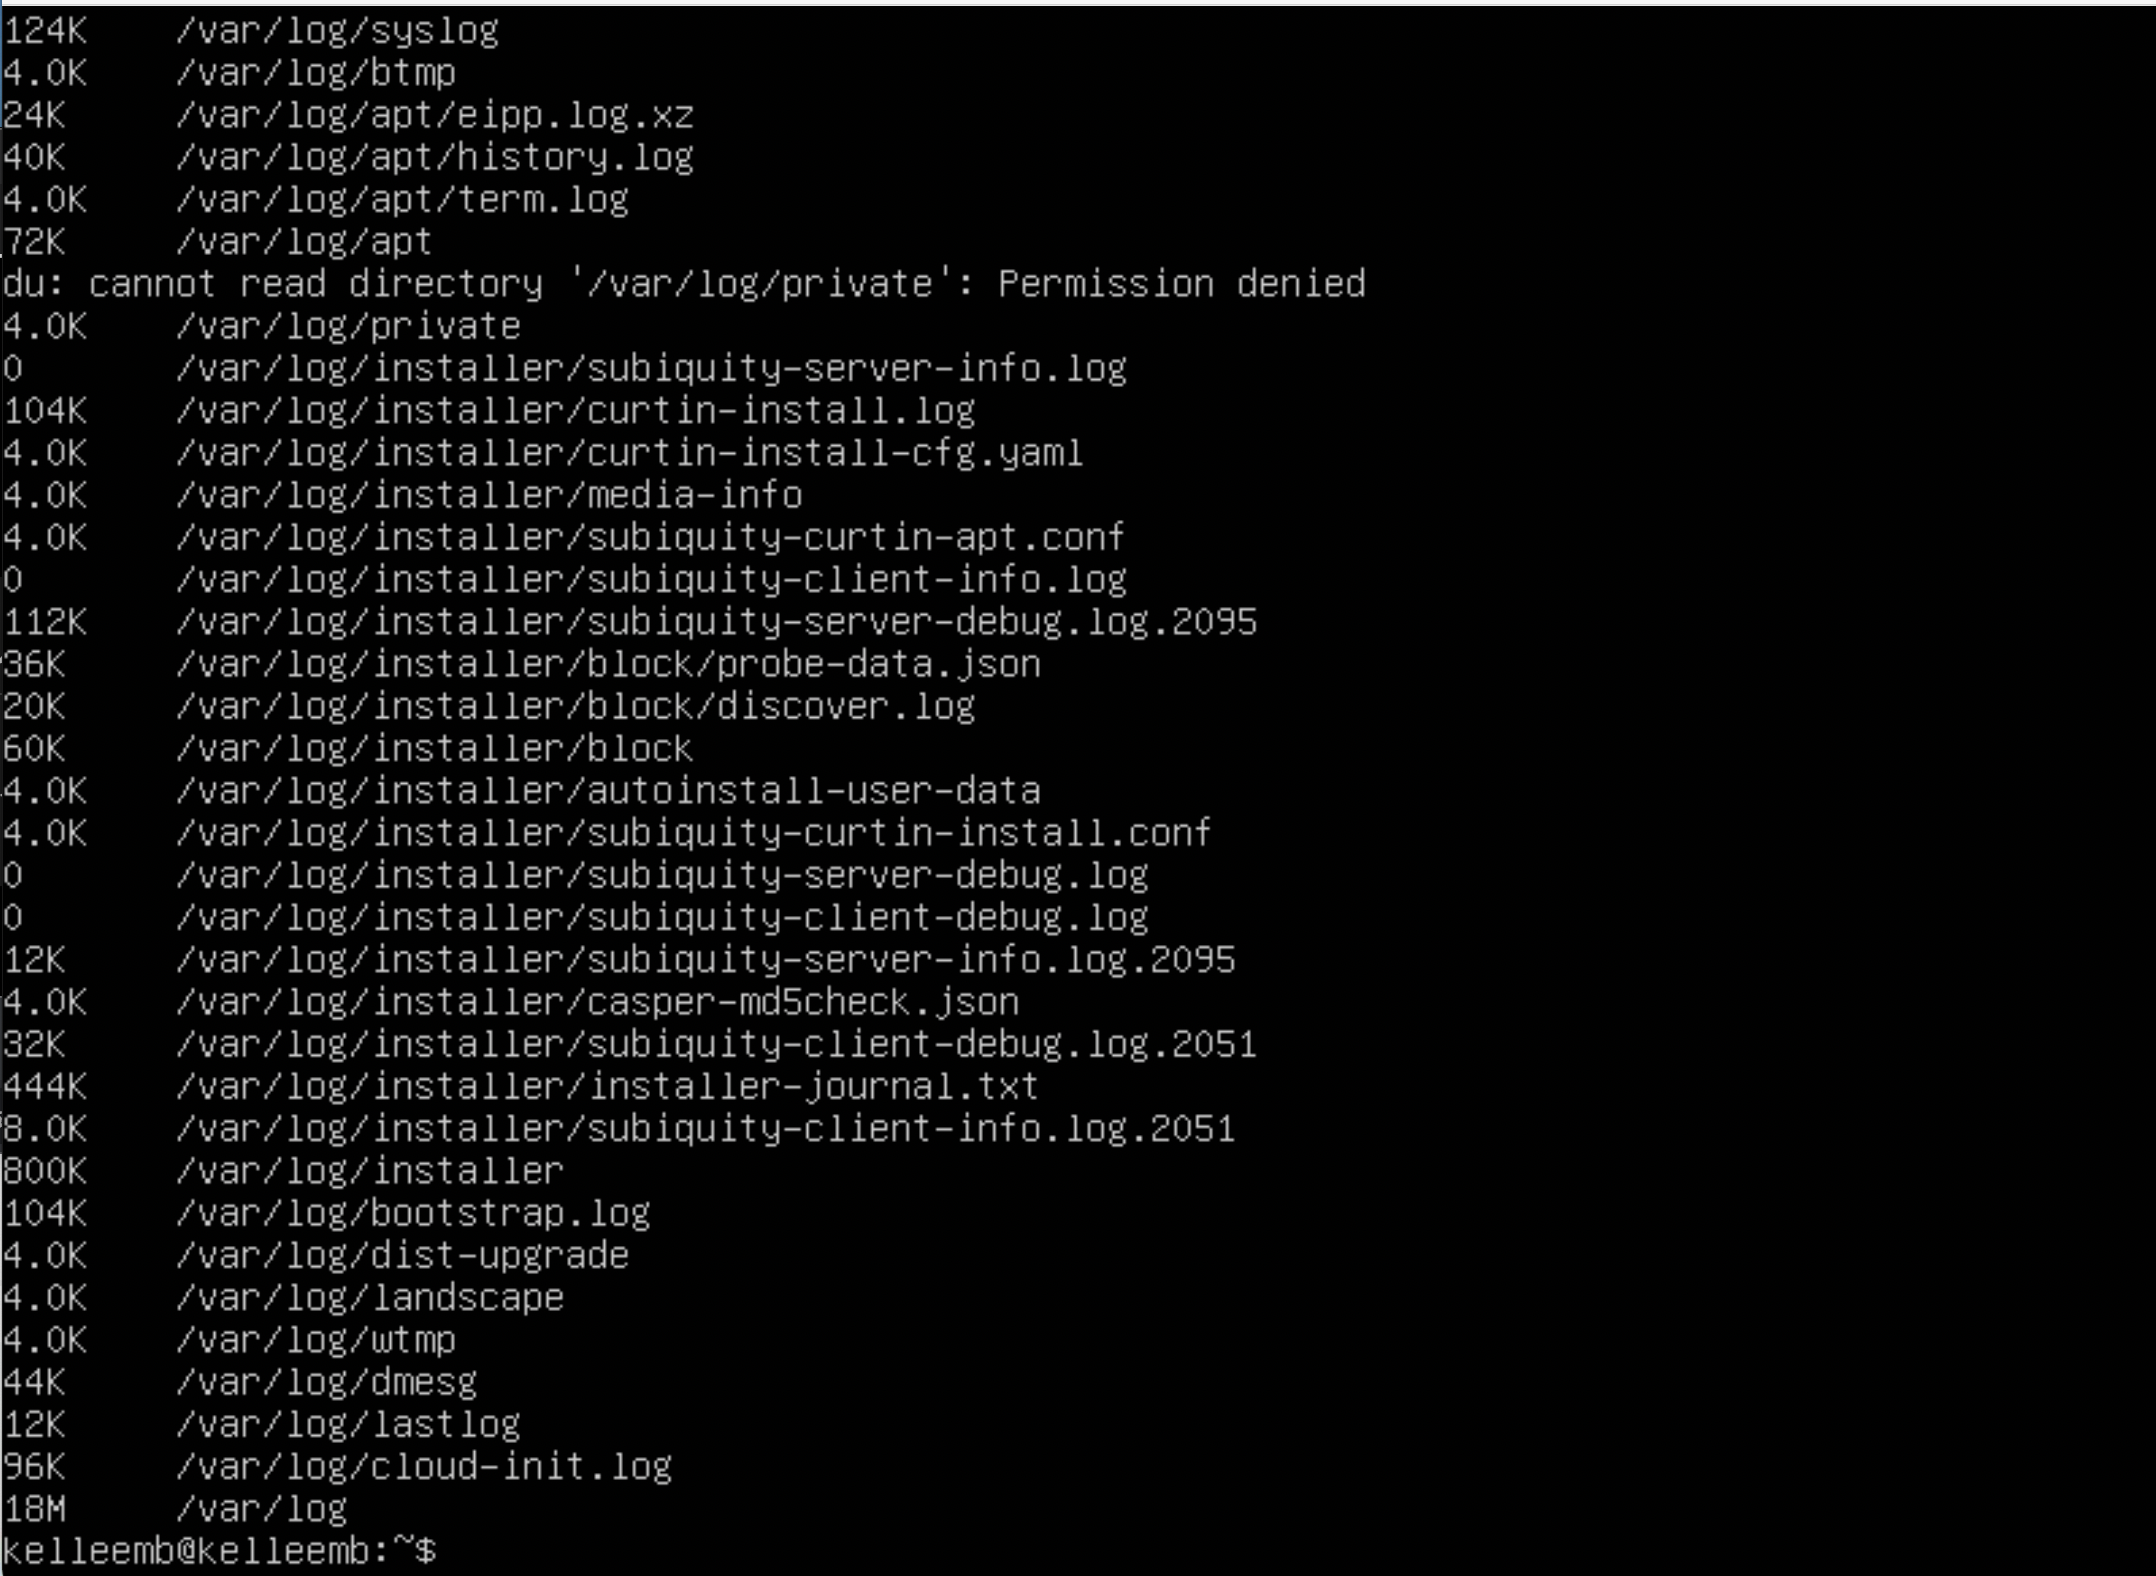 124K    /var/log/syslog
4.0K    /var/log/btmp
24K     /var/log/apt/eipp.log.xz
40K     /var/log/apt/history.log
4.0K    /var/log/apt/term.log
72K     /var/log/apt
du: cannot read directory '/var/log/private': Permission denied
4.0K    /var/log/private
0       /var/log/installer/subiquity-server-info.log
104K    /var/log/installer/curtin-install.log
4.0K    /var/log/installer/curtin-install-cfg.yaml
4.0K    /var/log/installer/media-info
4.0K    /var/log/installer/subiquity-curtin-apt.conf
0       /var/log/installer/subiquity-client-info.log
112K    /var/log/installer/subiquity-server-debug.log.2095
36K     /var/log/installer/block/probe-data.json
20K     /var/log/installer/block/discover.log
60K     /var/log/installer/block
4.0K    /var/log/installer/autoinstall-user-data
4.0K    /var/log/installer/subiquity-curtin-install.conf
0       /var/log/installer/subiquity-server-debug.log
0       /var/log/installer/subiquity-client-debug.log
12K     /var/log/installer/subiquity-server-info.log.2095
4.0K    /var/log/installer/casper-md5check.json
32K     /var/log/installer/subiquity-client-debug.log.2051
444K    /var/log/installer/installer-journal.txt
8.0K    /var/log/installer/subiquity-client-info.log.2051
800K    /var/log/installer
104K    /var/log/bootstrap.log
4.0K    /var/log/dist-upgrade
4.0K    /var/log/landscape
4.0K    /var/log/wtmp
44K     /var/log/dmesg
12K     /var/log/lastlog
96K     /var/log/cloud-init.log
18M     /var/log
kelleemb@kelleemb:~$